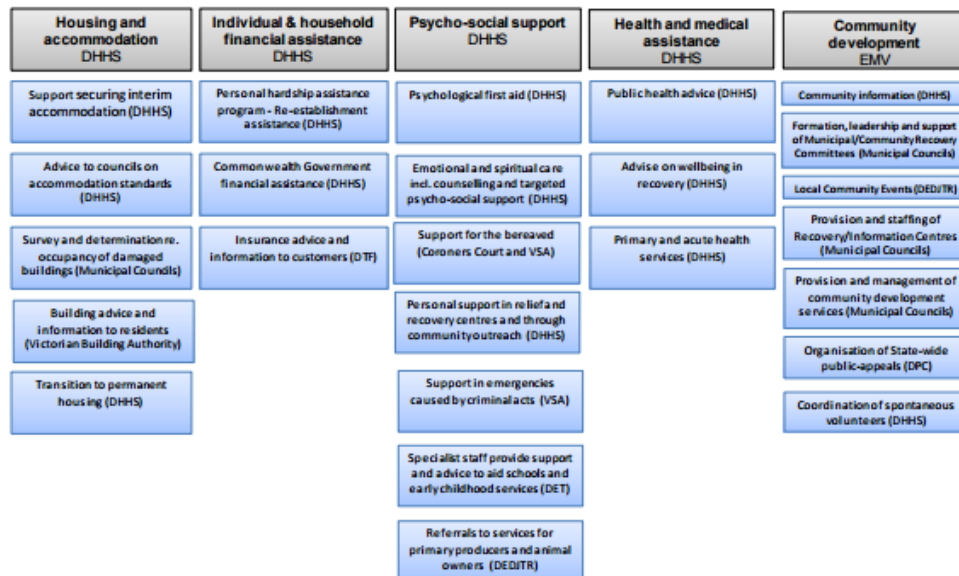 Housing and
accommodation
DHHS
Support securing interim
accommodation (DHHS)
Advice to councils on
accommodation standards
(DHHS)
Survey and determination re.
occupancy of damaged
buildings (Municipal Councils)
Building advice and
information to residents
(Victorian Building Authority)
Transition to permanent
housing (DHHS)
Individual & household
financial assistance
DHHS
Personal hardship assistance
program - Re-establishment
assistance (DHHS)
Commonwealth Government
financial assistance (DHHS)
Insurance advice and
information to customers (DTF)
Psycho-social support
DHHS
Psychological first aid (DHHS)
Emotional and spiritual care
incl. counselling and targeted
psycho-social support (DHHS)
Support for the bereaved
(Coroners Court and VSA)
Personal support in relief and
recovery centres and through
community outreach (DHHS)
Support in emergencies
caused by criminal acts (VSA)
Specialist staff provide support
and advice to aid schools and
early childhood services (DET)
Referrals to services for
primary producers and animal
owners (DEDJTR)
Health and medical
assistance
DHHS
Public health advice (DHHS)
Advise on wellbeing in
recovery (DHHS)
Primary and acute health
services (DHHS)
Community
development
EMV
Community information (DHHS)
Formation, leadership and support
of Municipal/Community Recovery
Committees (Municipal Councils)
Local Community Events (DEDJTR)
Provision and staffing of
Recovery/Information Centres
(Municipal Councils)
Provision and management of
community development
services (Municipal Councils)
Organisation of State-wide
public-appeals (DPC)
Coordination of spontaneous
volunteers (DHHS)